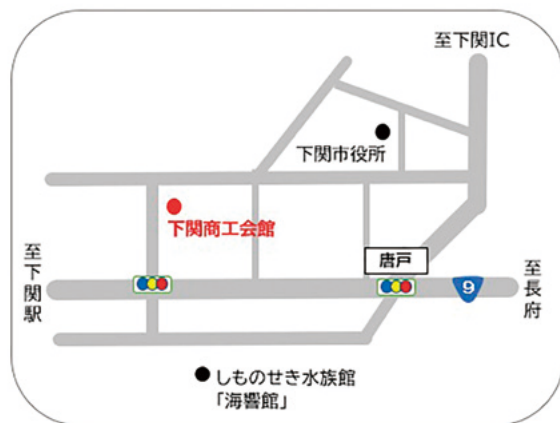 至下関IC
下関市役所
下関商工会館
唐戸
至下関駅
9
至長府
しものせき水族館
「海響館」